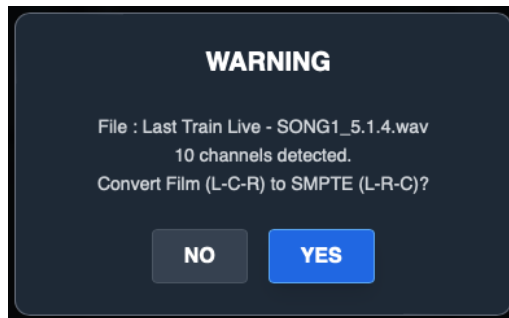 WARNING
File : Last Train Live - SONG1_5.1.4.wav
10 channels detected.
Convert Film (L-C-R) to SMPTE (L-R-C)?
NO
YES